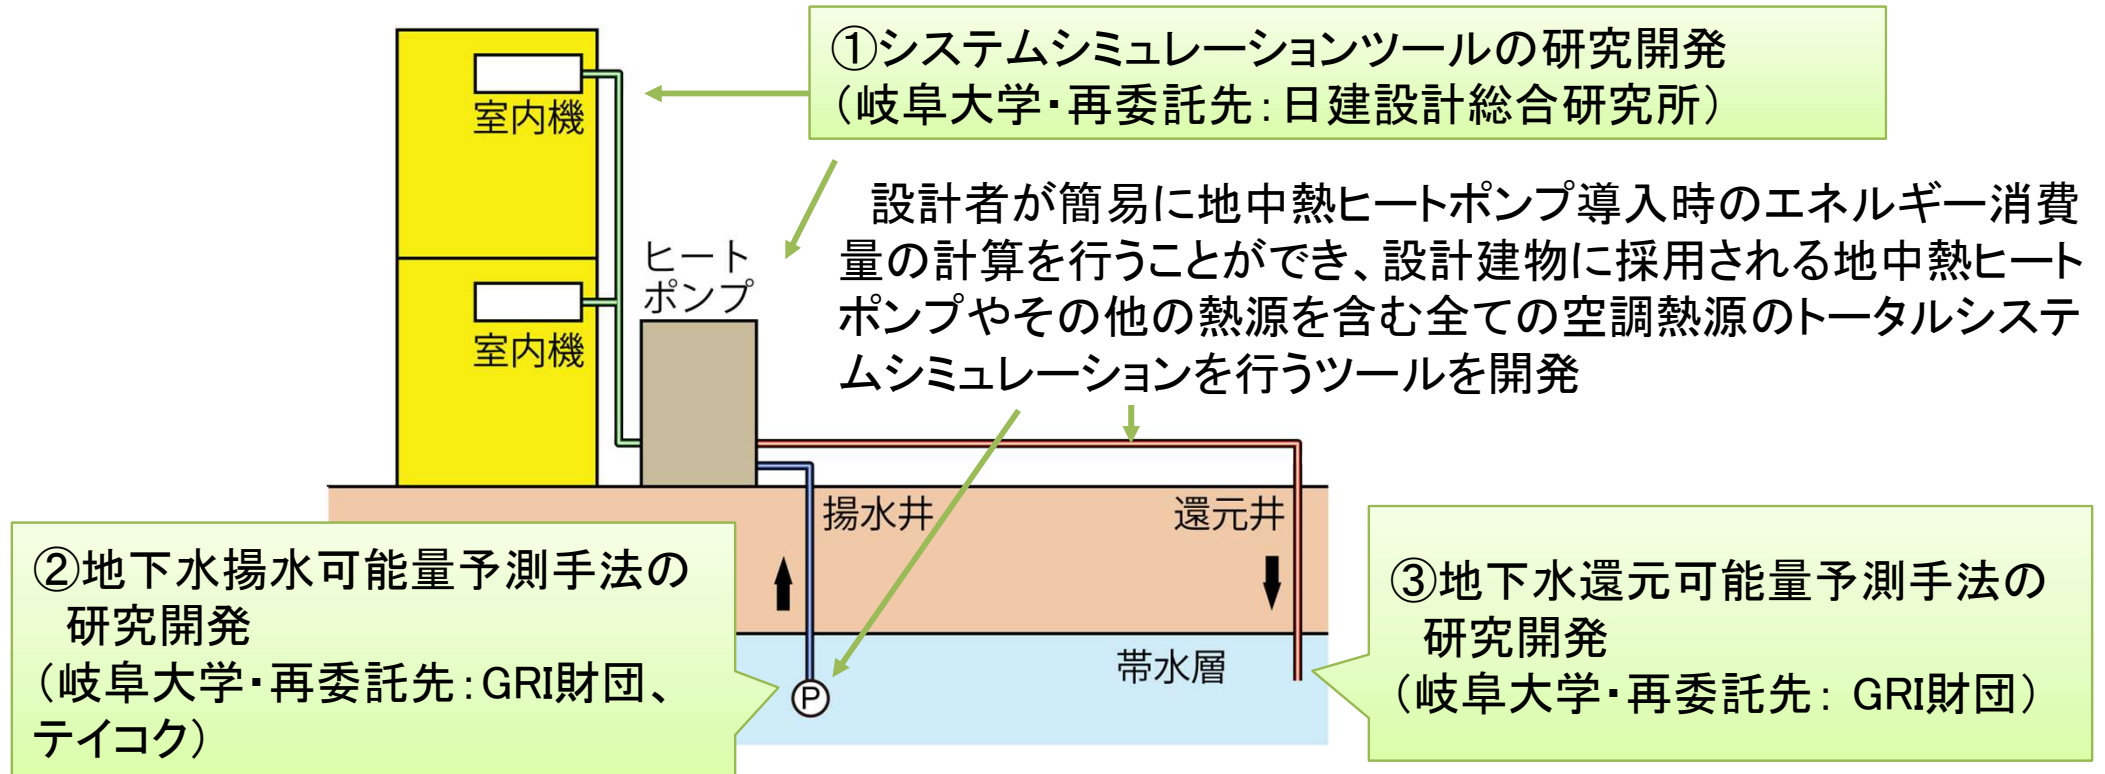 ①システムシミュレーションツールの研究開発
(岐阜大学・再委託先：日建設計総合研究所)
室内機
設計者が簡易に地中熱ヒートポンプ導入時のエネルギー消費
量の計算を行うことができ、設計建物に採用される地中熱ヒート
ポンプやその他の熱源を含む全ての空調熱源のトータルシステ
ムシミュレーションを行うツールを開発
ヒート
ポンプ
室内機
揚水井
還元井
②地下水揚水可能量予測手法の
研究開発
(岐阜大学・再委託先：GRI財団、
テイコク)
③地下水還元可能量予測手法の
研究開発
(岐阜大学・再委託先： GRI財団)
帯水層
P